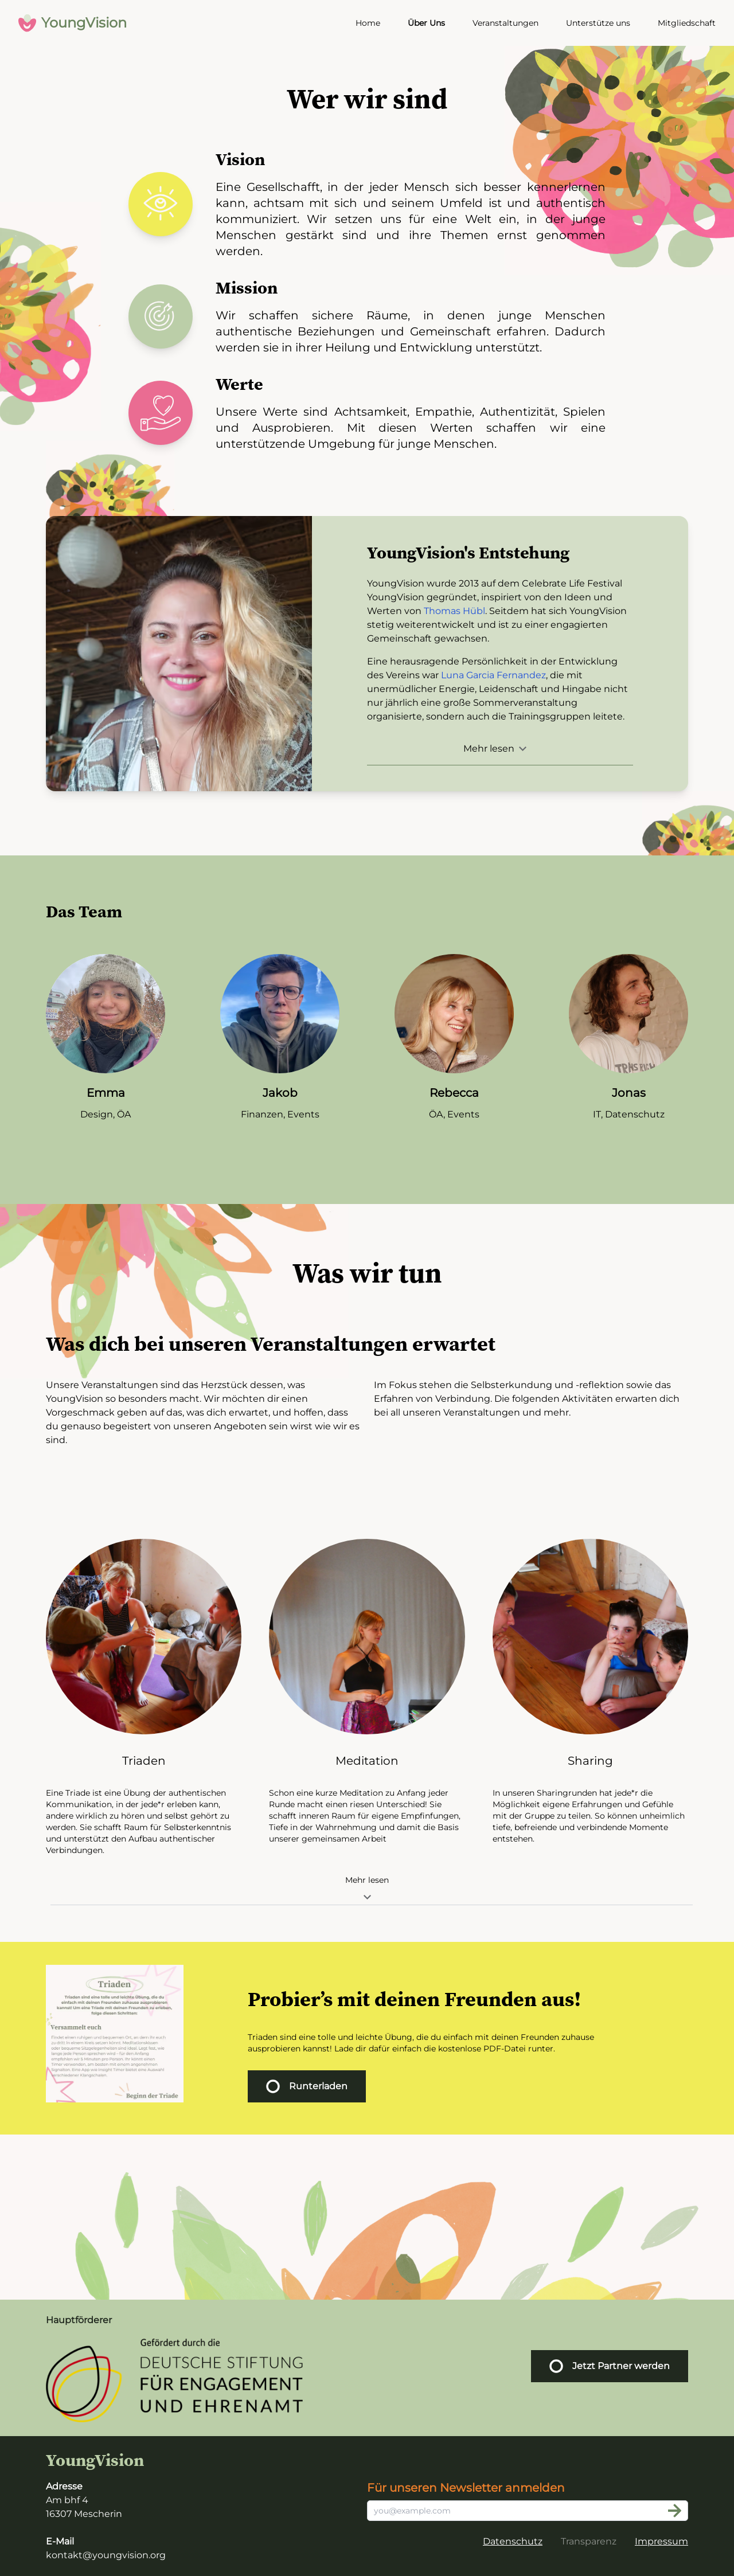 YoungVision
Home Über Uns Veranstaltungen Unterstütze uns Mitgliedschaft
Wer wir sind
Vision
Eine Gesellschafft, in der jeder Mensch sich besser kennerlernen
kann, achtsam mit sich und seinem Umfeld ist und authentisch
kommuniziert. Wir setzen uns für eine Welt ein, in der junge
Menschen gestärkt sind und ihre Themen ernst genommen
werden.
Mission
Wir schaffen sichere Räume, in denen junge Menschen
authentische Beziehungen und Gemeinschaft erfahren. Dadurch
werden sie in ihrer Heilung und Entwicklung unterstützt.
Werte
Unsere Werte sind Achtsamkeit, Empathie, Authentizität, Spielen
und Ausprobieren. Mit diesen Werten schaffen wir eine
unterstützende Umgebung für junge Menschen.
YoungVision's Entstehung
YoungVision wurde 2013 auf dem Celebrate Life Festival
YoungVision gegründet, inspiriert von den Ideen und
Werten von Thomas Hübl. Seitdem hat sich YoungVision
stetig weiterentwickelt und ist zu einer engagierten
Gemeinschaft gewachsen.
Eine herausragende Persönlichkeit in der Entwicklung
des Vereins war Luna Garcia Fernandez, die mit
unermüdlicher Energie, Leidenschaft und Hingabe nicht
nur jährlich eine große Sommerveranstaltung
organisierte, sondern auch die Trainingsgruppen leitete.
Mehr lesen
Das Team
Emma
Design, ÖA
Jakob
Finanzen, Events
Rebecca
ÖA, Events
Jonas
IT, Datenschutz
Was wir tun
Was dich bei unseren Veranstaltungen erwartet
Unsere Veranstaltungen sind das Herzstück dessen, was
YoungVision so besonders macht. Wir möchten dir einen
Vorgeschmack geben auf das, was dich erwartet, und hoffen, dass
du genauso begeistert von unseren Angeboten sein wirst wie wir es
sind.
Im Fokus stehen die Selbsterkundung und -reflektion sowie das
Erfahren von Verbindung. Die folgenden Aktivitäten erwarten dich
bei all unseren Veranstaltungen und mehr.
Triaden
Eine Triade ist eine Übung der authentischen
Kommunikation, in der jede*r erleben kann,
andere wirklich zu hören und selbst gehört zu
werden. Sie schafft Raum für Selbsterkenntnis
und unterstützt den Aufbau authentischer
Verbindungen.
Meditation
Schon eine kurze Meditation zu Anfang jeder
Runde macht einen riesen Unterschied! Sie
schafft inneren Raum für eigene Empfinfungen,
Tiefe in der Wahrnehmung und damit die Basis
unserer gemeinsamen Arbeit
Sharing
In unseren Sharingrunden hat jede*r die
Möglichkeit eigene Erfahrungen und Gefühle
mit der Gruppe zu teilen. So können unheimlich
tiefe, befreiende und verbindende Momente
entstehen.
Mehr lesen
Triaden
Triaden sind eine tolle und leichte Übung, die du
einfach mit deinen Freunden zuhause ausprobieren
kannst!
Versammelt euch
Beginn der Triade
Probier’s mit deinen Freunden aus!
Triaden sind eine tolle und leichte Übung, die du einfach mit deinen Freunden zuhause
ausprobieren kannst! Lade dir dafür einfach die kostenlose PDF-Datei runter.
Runterladen
Hauptförderer
Gefördert durch die
DEUTSCHE STIFTUNG
FÜR ENGAGEMENT
UND EHRENAMT
Jetzt Partner werden
YoungVision
Adresse
Am bhf 4
16307 Mescherin
E-Mail
kontakt@youngvision.org
Für unseren Newsletter anmelden
you@example.com
Datenschutz Transparenz Impressum